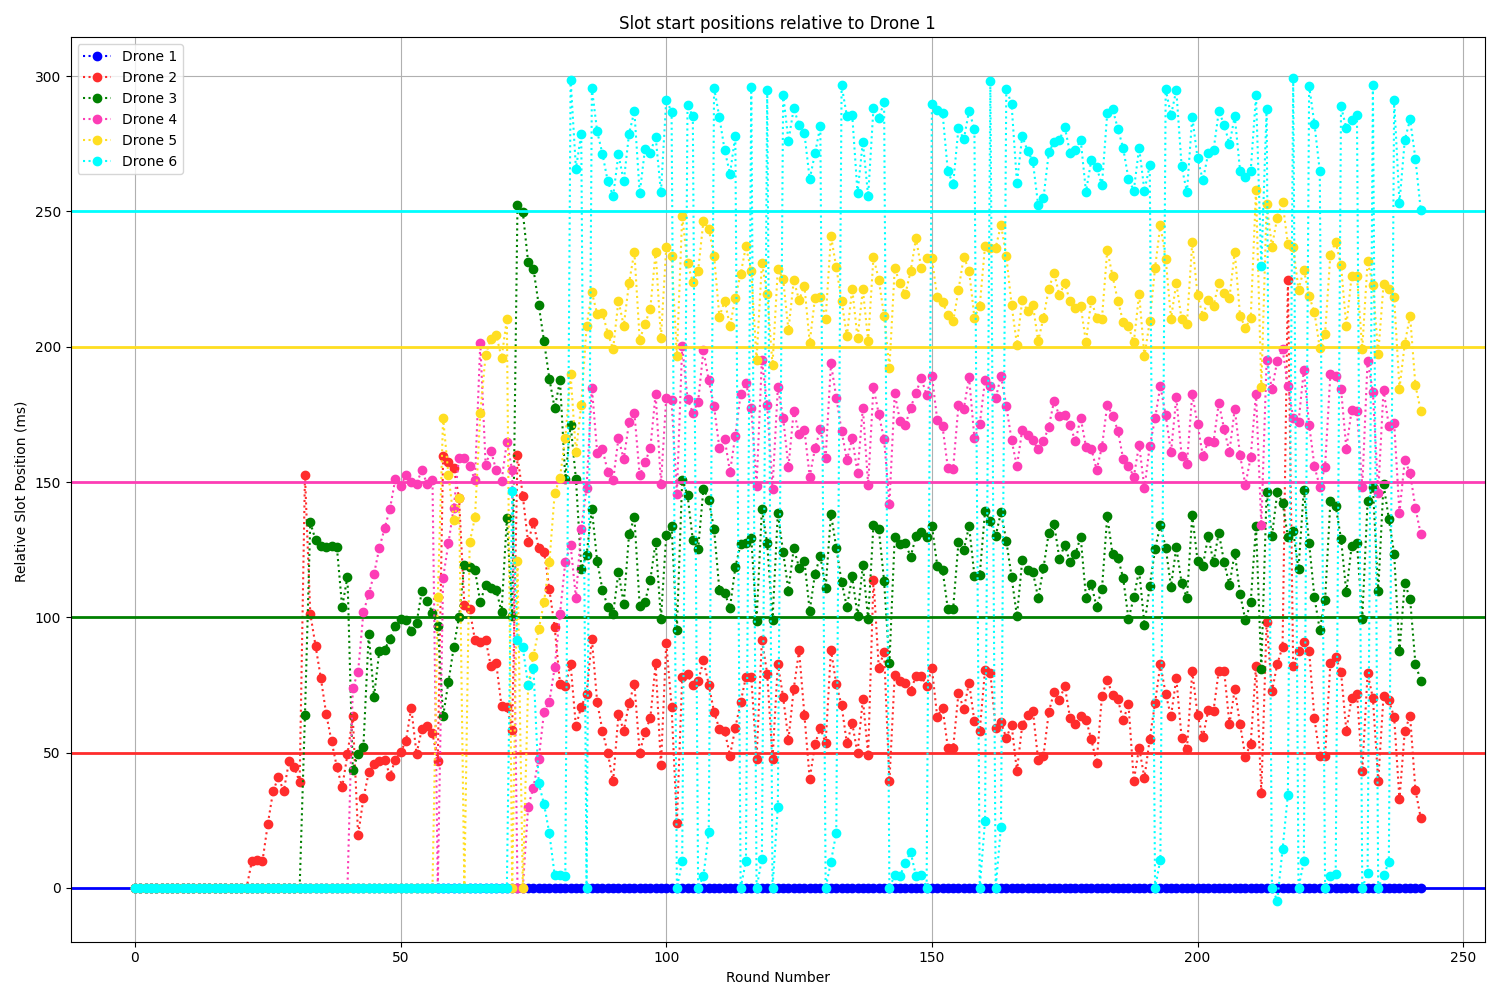 Slot start positions relative to Drone 1
Drone 1
Drone 2
Drone 3
Drone 4
Drone 5
Drone 6
Relative Slot Position (ms)
300
250
200
150
100
50
0
0 50 100 150 200 250
Round Number